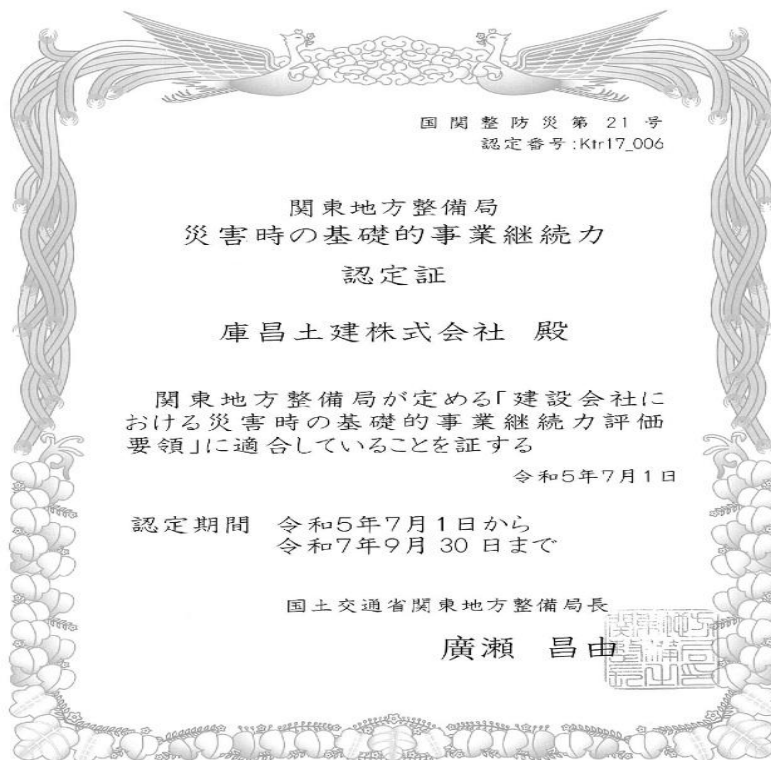 国関整防災第 21 号
認定番号:Ktr17_006
関東地方整備局
災害時の基礎的事業継続力
認定証
庫昌土建株式会社 殿
関東地方整備局が定める「建設会社に
おける災害時の基礎的事業継続力評価
要領」に適合していることを証する
令和5年7月1日
認定期間 令和5年7月1日から
令和7年9月 30 日まで
国土交通省関東地方整備局長
廣瀬 昌由